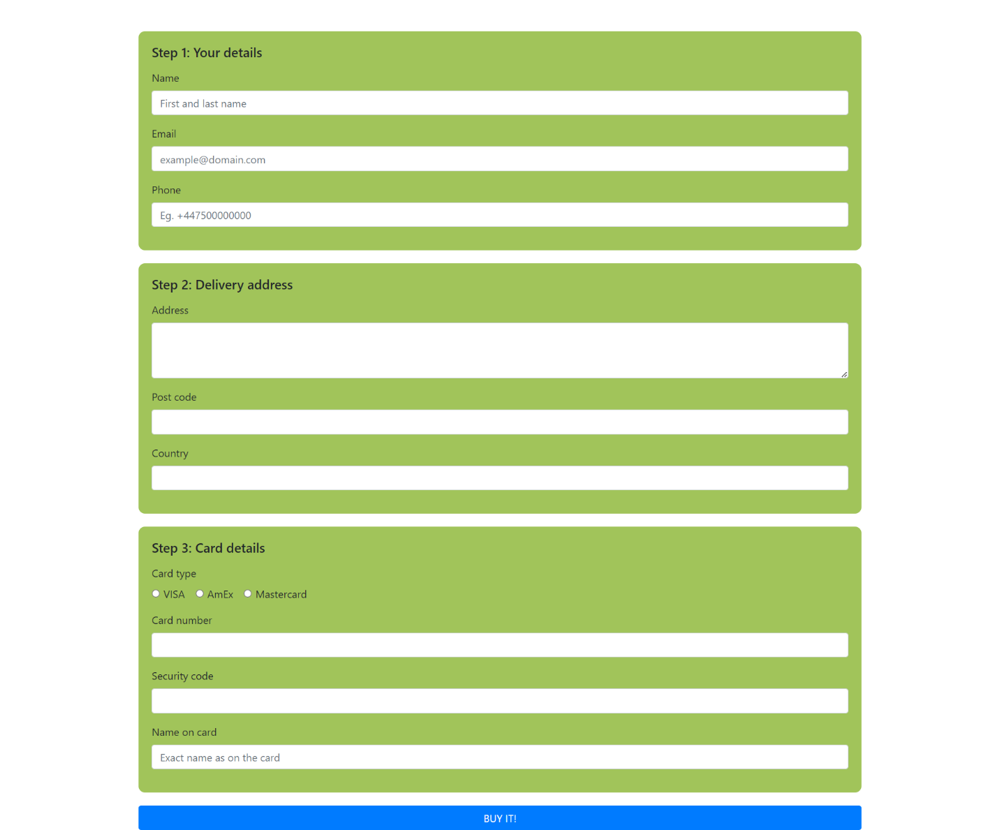 Step 1: Your details
Name
First and last name
Email
example@domain.com
Phone
Eg. +447500000000
Step 2: Delivery address
Address
Post code
Country
Step 3: Card details
Card type
VISA AmEx Mastercard
Card number
Security code
Name on card
Exact name as on the card
BUY IT!